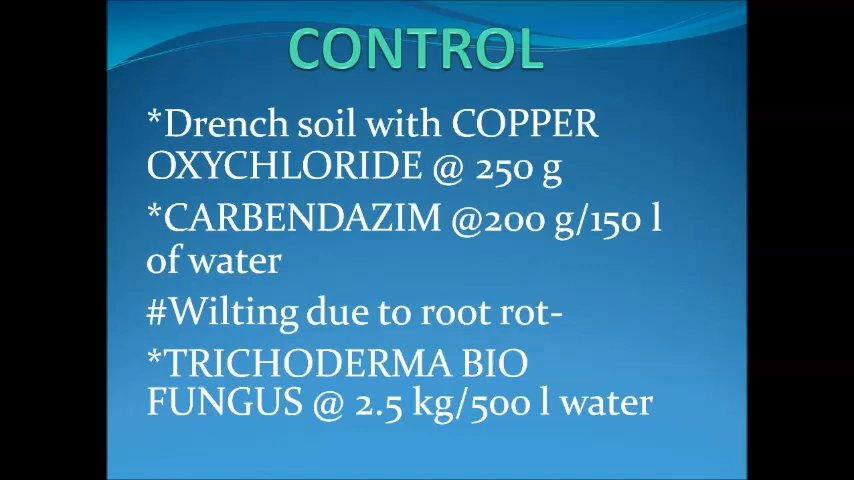 CONTROL
*Drench soil with COPPER
OXYCHLORIDE @ 250 g
*CARBENDAZIM @200 g/150 l
of water
#Wilting due to root rot-
*TRICHODERMA BIO
FUNGUS @ 2.5 kg/500 l water